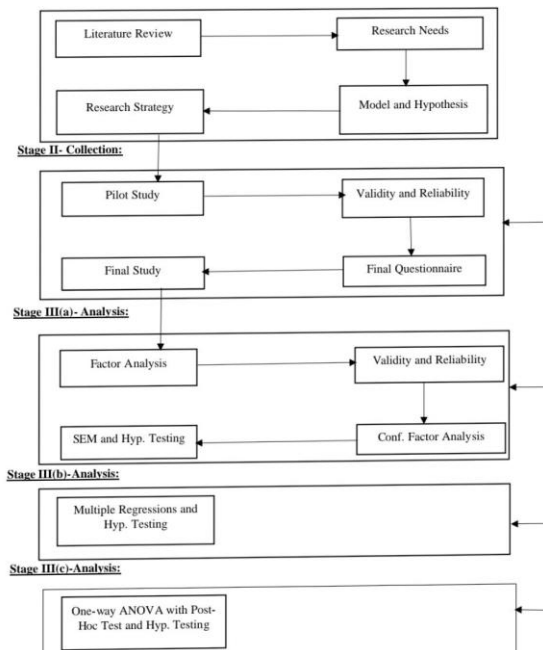 Literature Review
Research Needs
Research Strategy
Model and Hypothesis
Stage II- Collection:
Pilot Study
Validity and Reliability
Final Study
Final Questionnaire
Stage III(a)- Analysis:
Factor Analysis
Validity and Reliability
SEM and Hyp. Testing
Conf. Factor Analysis
Stage III(b)-Analysis:
Multiple Regressions and
Hyp. Testing
Stage III(c)-Analysis:
One-way ANOVA with Post-
Hoc Test and Hyp. Testing